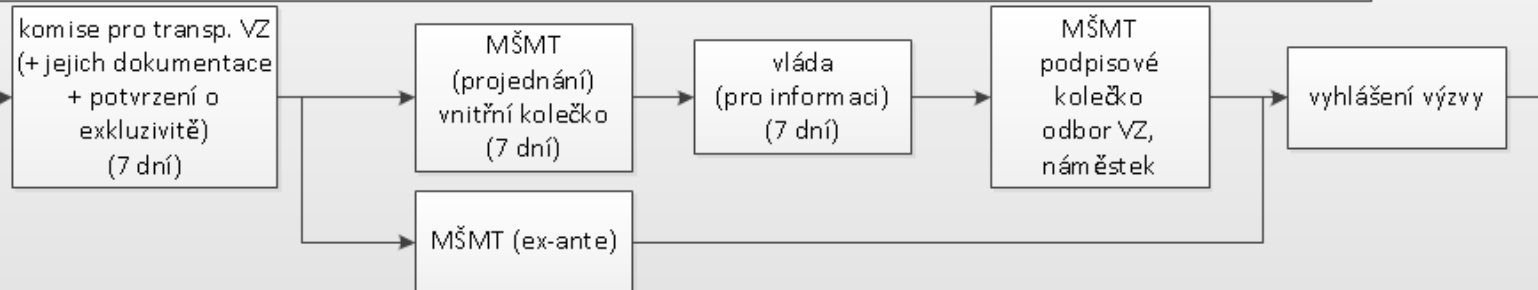 komise pro transp. VZ
(+ jejich dokumentace
+ potvrzení o
exkluzivitě)
(7 dní)
MŠMT
(projednání)
vnitřní kolečko
(7 dní)
vláda
(pro informaci)
(7 dní)
MŠMT
podpisové
kolečko
odbor VZ,
náměstek
vyhlášení výzvy
MŠMT (ex-ante)